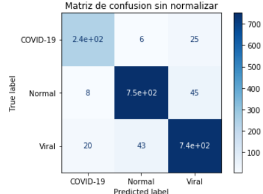 Matriz de confusion sin normalizar
True label
COVID-19 2.4e+02 6 25
Normal 8 7.5e+02 45
Viral 20 43 7.4e+02
COVID-19 Normal Viral
Predicted label
700
600
500
400
300
200
100